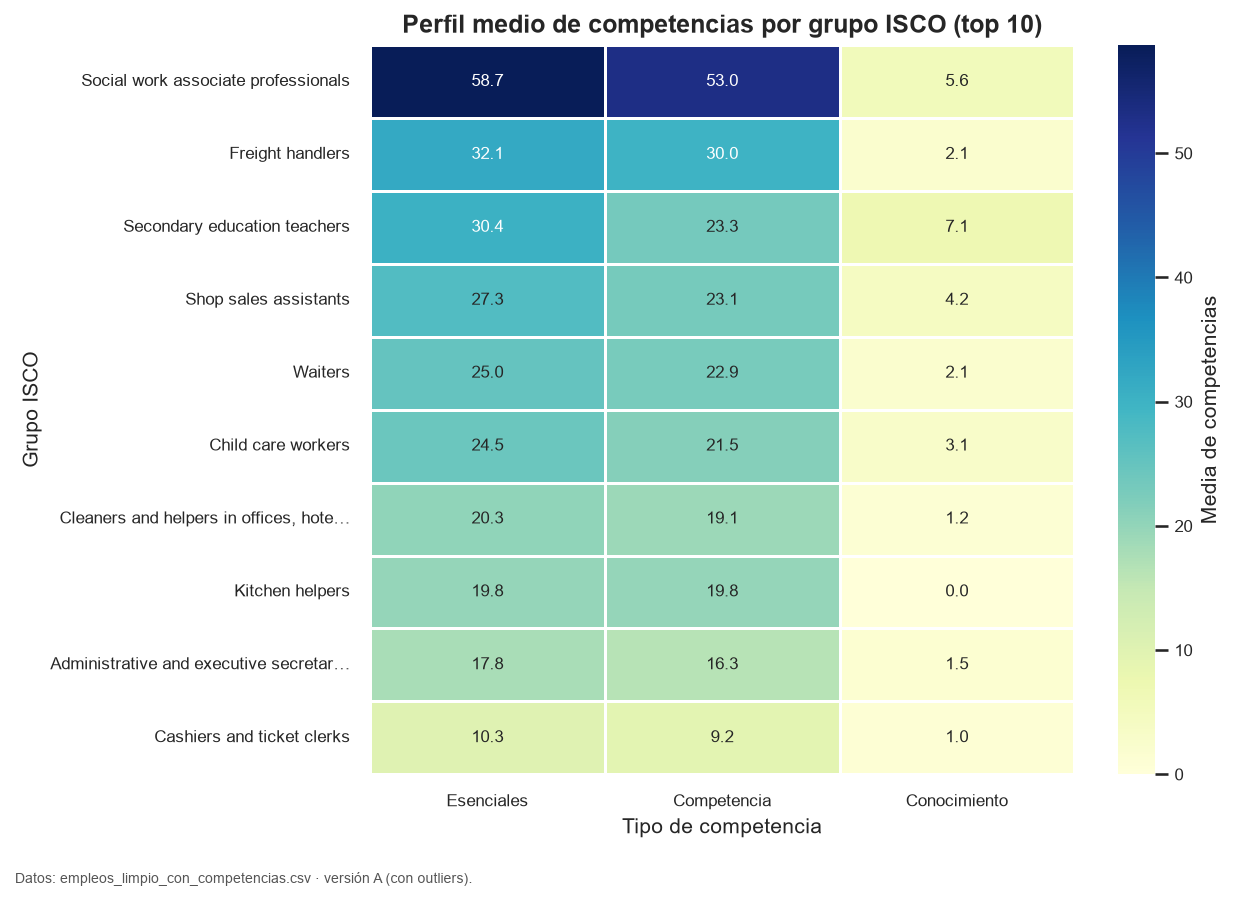 Perfil medio de competencias por grupo ISCO (top 10)
Social work associate professionals 58.7 53.0 5.6
Freight handlers 32.1 30.0 2.1
Secondary education teachers 30.4 23.3 7.1
Shop sales assistants 27.3 23.1 4.2
Waiters 25.0 22.9 2.1
Child care workers 24.5 21.5 3.1
Cleaners and helpers in offices, hote… 20.3 19.1 1.2
Kitchen helpers 19.8 19.8 0.0
Administrative and executive secretar… 17.8 16.3 1.5
Cashiers and ticket clerks 10.3 9.2 1.0
Esenciales Competencia Conocimiento
Tipo de competencia
Grupo ISCO
50
40
30
20
10
0
Media de competencias
Datos: empleos_limpio_con_competencias.csv · versión A (con outliers).